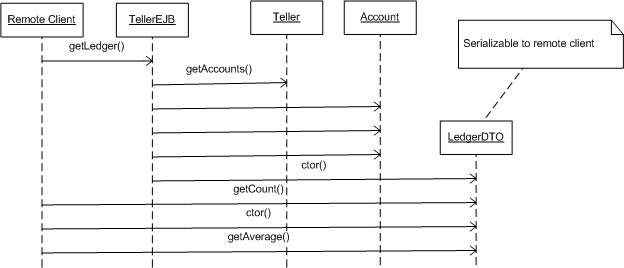 Remote Client
TellerEJB
Teller
Account
Serializable to remote client
getLedger()
getAccounts()
LedgerDTO
ctor()
getCount()
ctor()
getAverage()